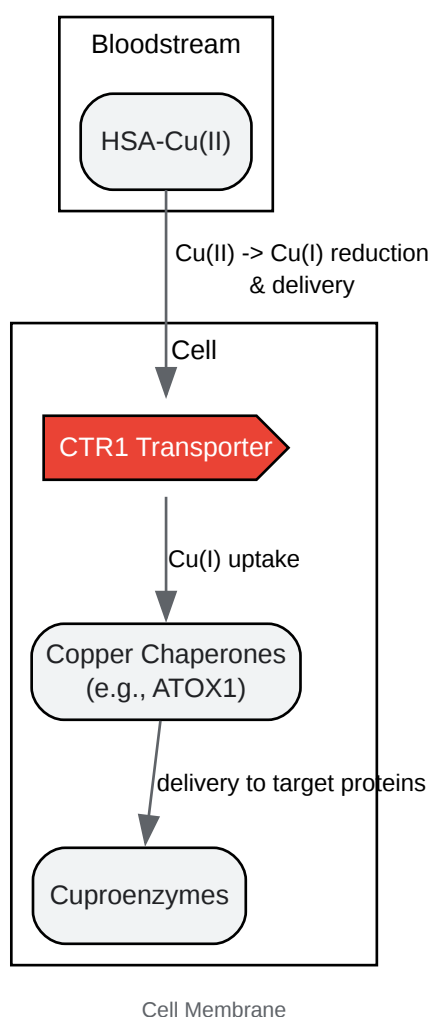 Bloodstream
HSA-Cu(II)
Cu(II) -> Cu(I) reduction
& delivery
Cell
CTR1 Transporter
Cu(I) uptake
Copper Chaperones
(e.g., ATOX1)
delivery to target proteins
Cuproenzymes
Cell Membrane